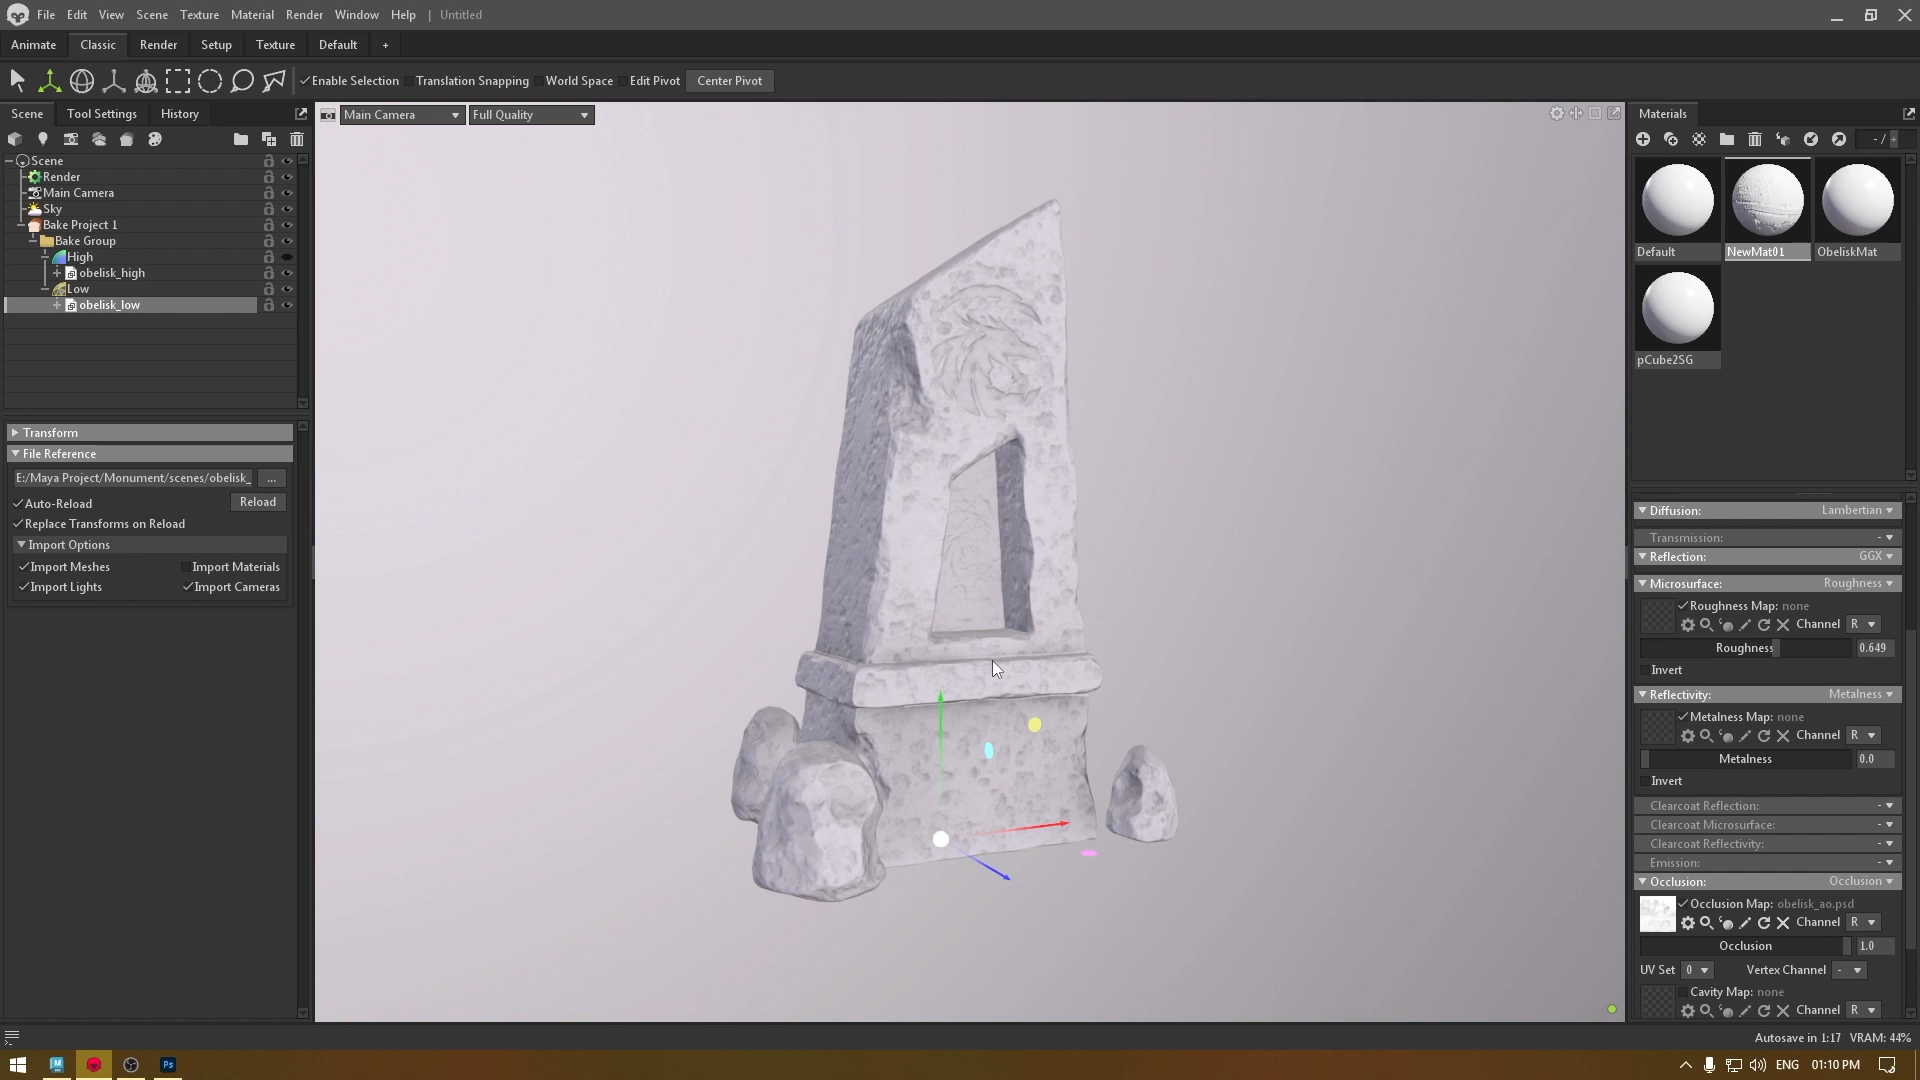 File Edit View Scene Texture Material Render Window Help | Untitled
Animate Classic Render Setup Texture Default +
Enable Selection Translation Snapping World Space Edit Pivot Center Pivot
Scene Tool Settings History
Main Camera Full Quality
Materials
- /
Scene
Render
Main Camera
Sky
Bake Project 1
Bake Group
High
obelisk_high
Low
obelisk_low
Default NewMat01 ObeliskMat
pCube2SG
Transform
File Reference
E:/Maya Project/Monument/scenes/obelisk_ ...
Auto-Reload Reload
Replace Transforms on Reload
Import Options
Import Meshes Import Materials
Import Lights Import Cameras
Diffusion: Lambertian
Transmission: -
Reflection: GGX
Microsurface: Roughness
Roughness Map: none
Channel R
Roughness 0.649
Invert
Reflectivity: Metalness
Metalness Map: none
Channel R
Metalness 0.0
Invert
Clearcoat Reflection: -
Clearcoat Microsurface: -
Clearcoat Reflectivity: -
Emission: -
Occlusion: Occlusion
Occlusion Map: obelisk_ao.psd
Channel R
Occlusion 1.0
UV Set 0 Vertex Channel -
Cavity Map: none
Channel R
Autosave in 1:17 VRAM: 44%
M Ps ENG 01:10 PM